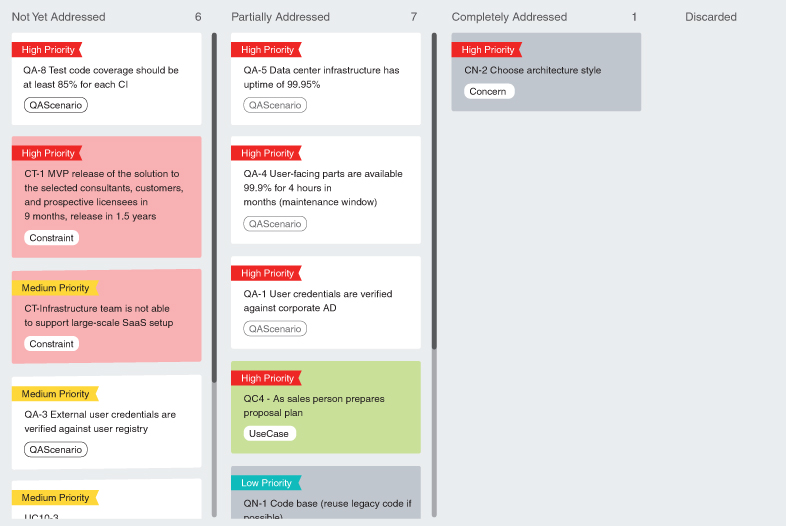 Not Yet Addressed 6
High Priority
QA-8 Test code coverage should be
at least 85% for each CI
QAScenario
High Priority
CT-1 MVP release of the solution to
the selected consultants, customers,
and prospective licensees in
9 months, release in 1.5 years
Constraint
Medium Priority
CT-Infrastructure team is not able
to support large-scale SaaS setup
Constraint
Medium Priority
QA-3 External user credentials are
verified against user registry
QAScenario
Medium Priority
UC10-3
Partially Addressed 7
High Priority
QA-5 Data center infrastructure has
uptime of 99.95%
QAScenario
High Priority
QA-4 User-facing parts are available
99.9% for 4 hours in
months (maintenance window)
QAScenario
High Priority
QA-1 User credentials are verified
against corporate AD
QAScenario
High Priority
QC4 - As sales person prepares
proposal plan
UseCase
Low Priority
QN-1 Code base (reuse legacy code if
possible)
Completely Addressed 1
High Priority
CN-2 Choose architecture style
Concern
Discarded